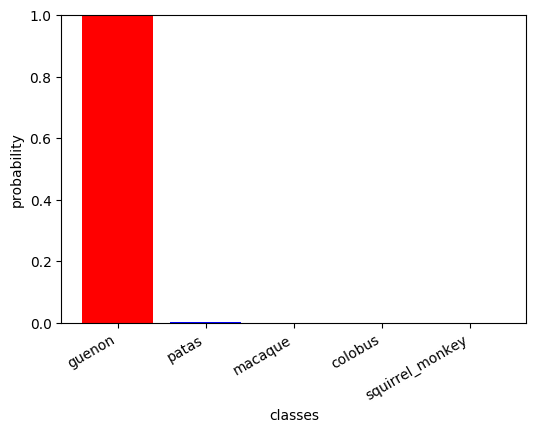 1.0
0.8
0.6
0.4
0.2
0.0
probability
guenon
patas
macaque
colobus
squirrel_monkey
classes